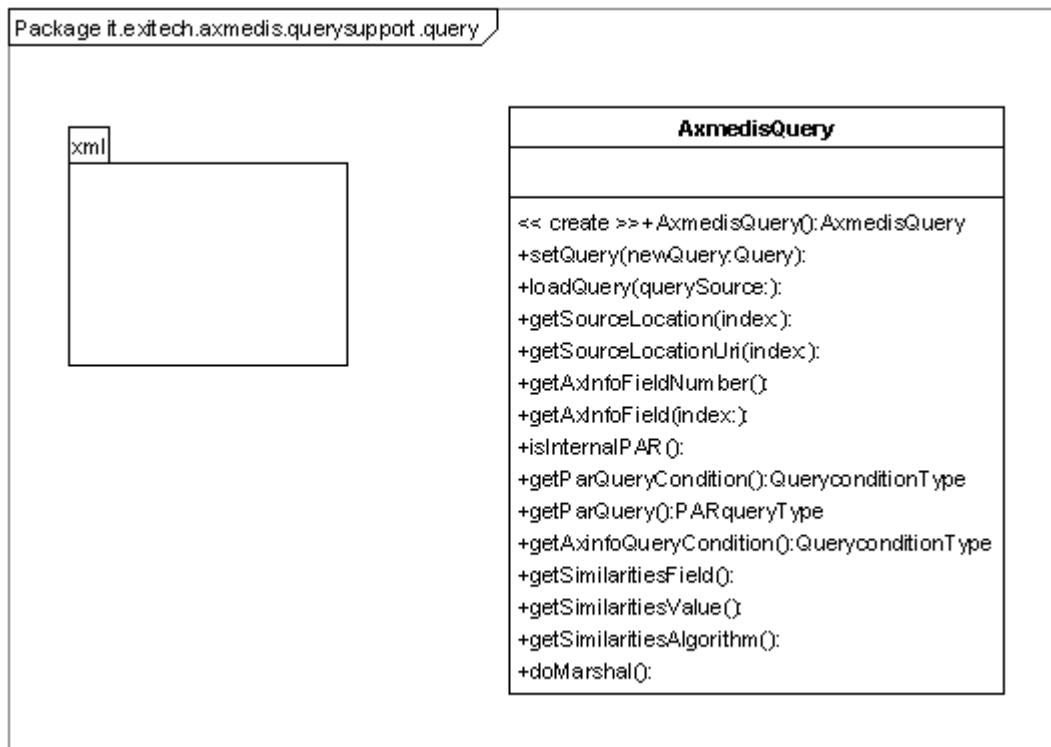 Package it.exitech.axmedis.querysupport.query
xml
AxmedisQuery
<< create >>+AxmedisQuery():AxmedisQuery
+setQuery(newQuery:Query):
+loadQuery(querySource:):
+getSourceLocation(index:):
+getSourceLocationUri(index:):
+getAxInfoFieldNumber():
+getAxInfoField(index:):
+isInternalPAR():
+getParQueryCondition():QueryconditionType
+getParQuery():PARqueryType
+getAxinfoQueryCondition():QueryconditionType
+getSimilaritiesField():
+getSimilaritiesValue():
+getSimilaritiesAlgorithm():
+doMarshal():